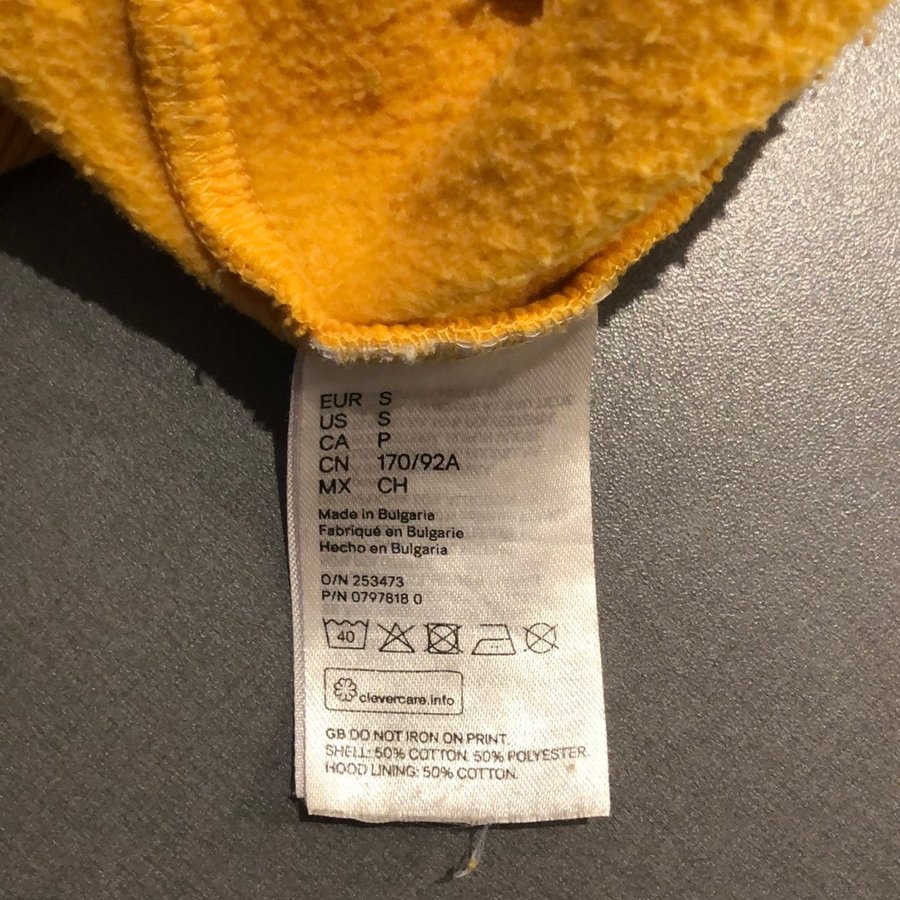 EUR S
US S
CA P
CN 170/92A
MX CH
Made in Bulgaria
Fabriqué en Bulgarie
Hecho en Bulgaria
O/N 253473
P/N 0797818 0
40
clevercare.info
GB DO NOT IRON ON PRINT.
SHELL: 50% COTTON. 50% POLYESTER.
HOOD LINING: 50% COTTON.